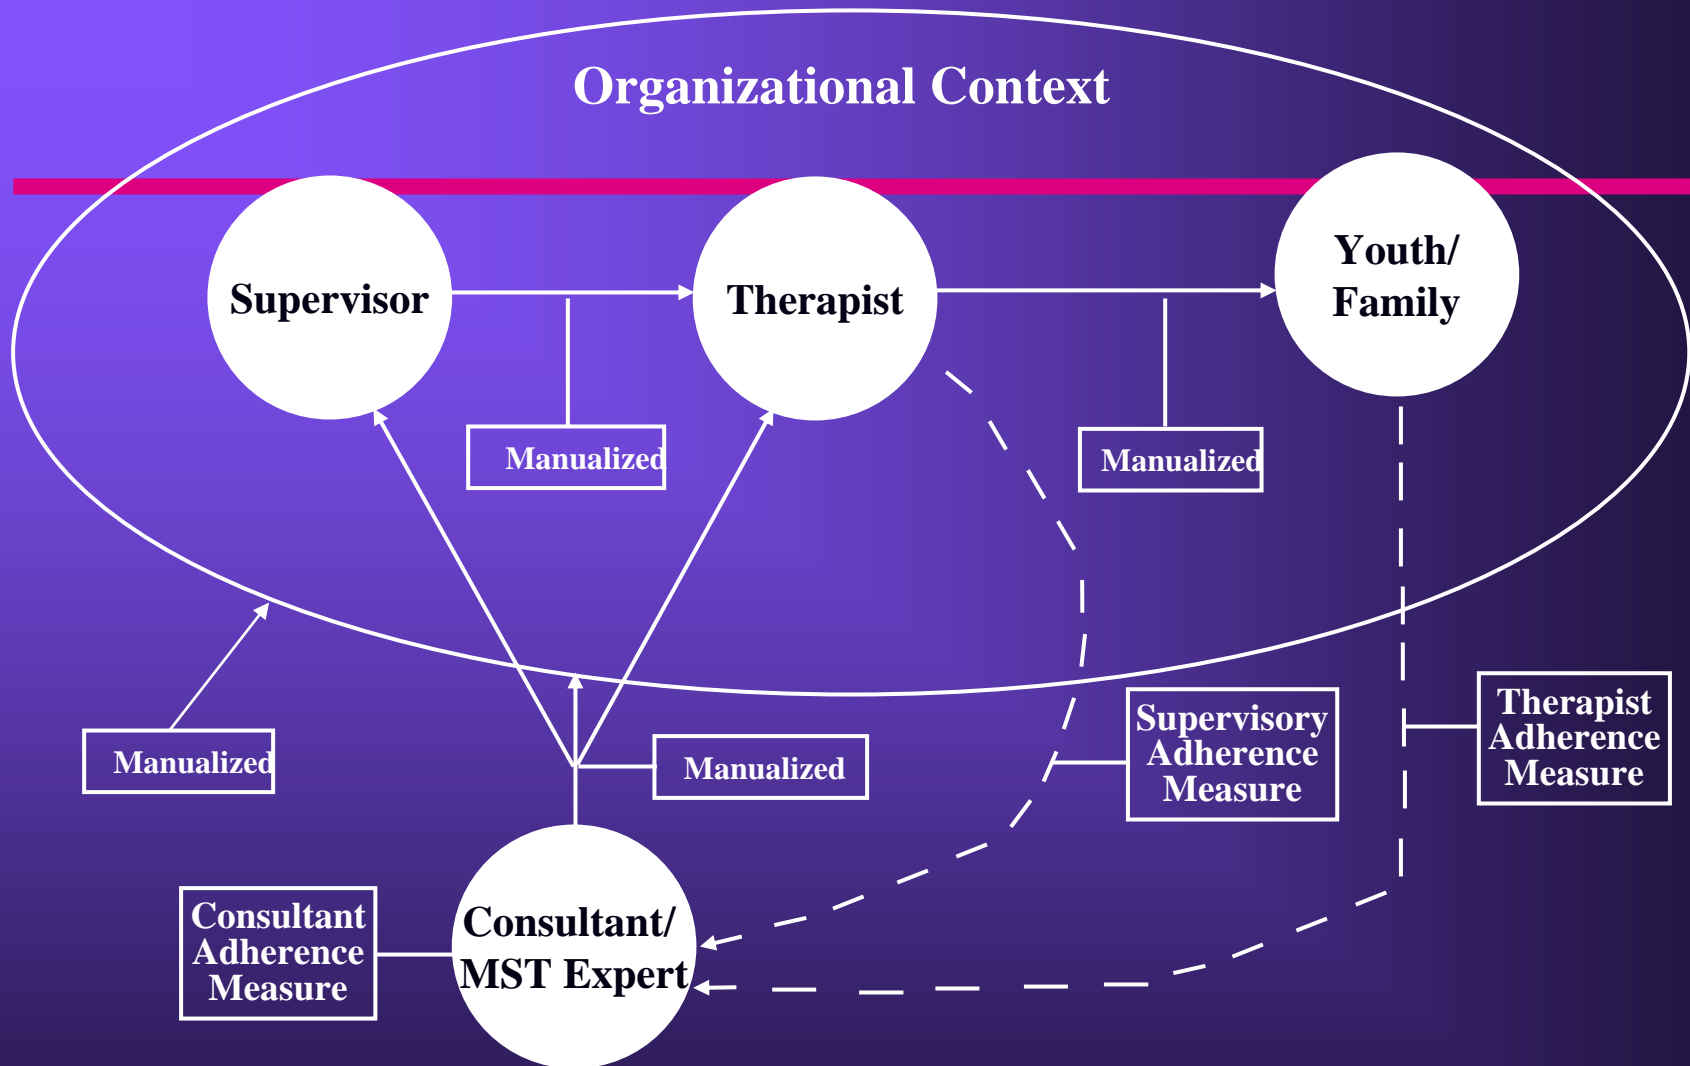 Organizational Context
Supervisor
Therapist
Youth/
Family
Manualized
Manualized
Manualized
Manualized
Supervisory
Adherence
Measure
Therapist
Adherence
Measure
Consultant
Adherence
Measure
Consultant/
MST Expert